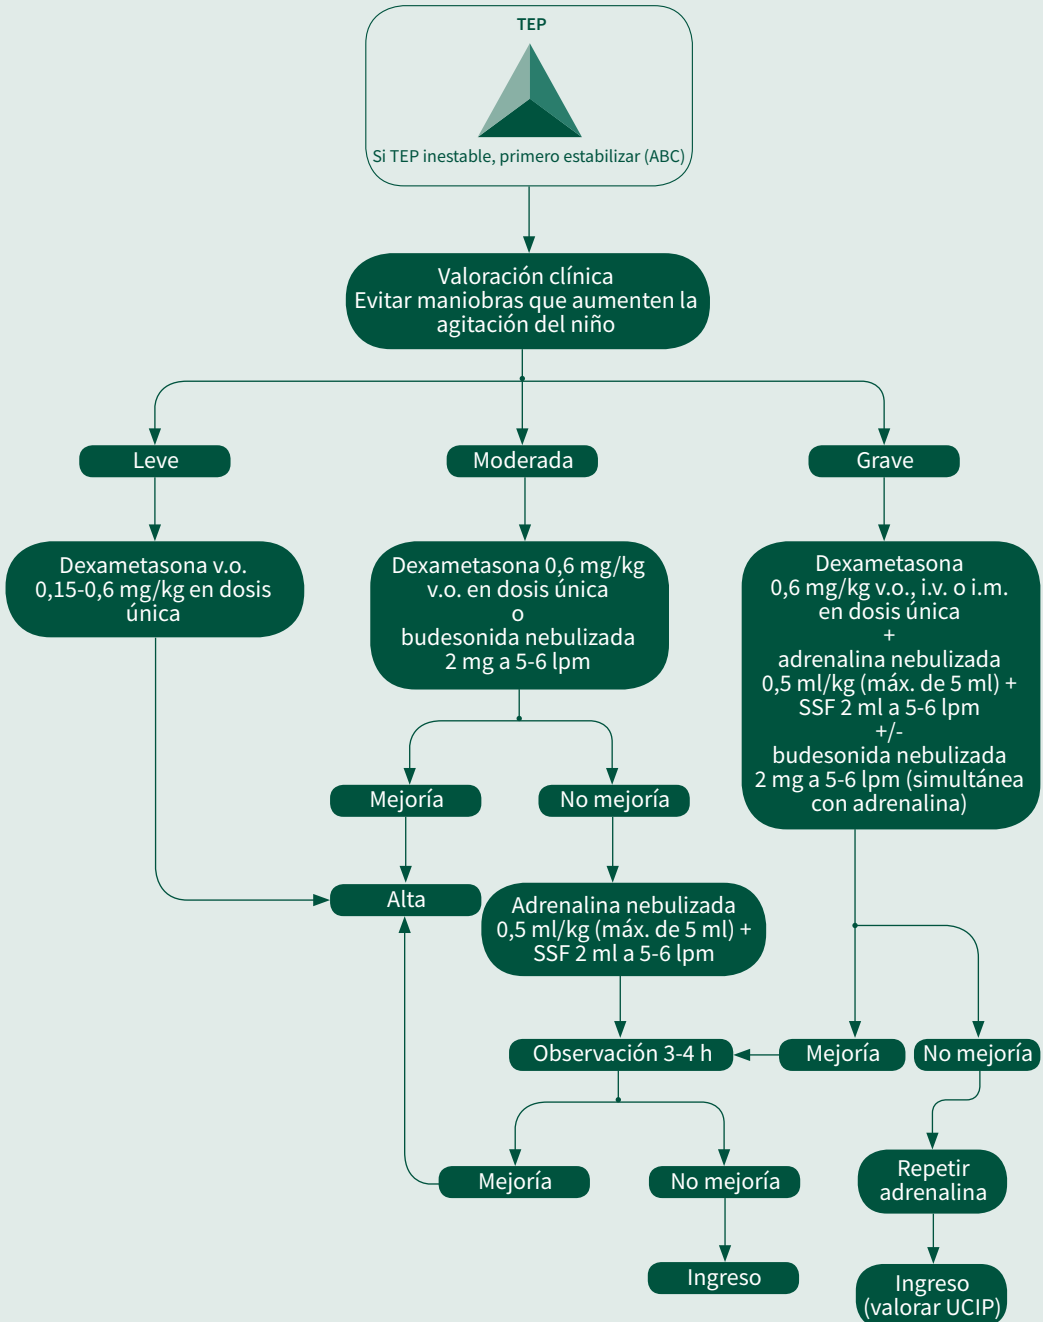 TEP
Si TEP inestable, primero estabilizar (ABC)
Valoración clínica
Evitar maniobras que aumenten la
agitación del niño
Leve
Moderada
Grave
Dexametasona v.o.
0,15-0,6 mg/kg en dosis
única
Dexametasona 0,6 mg/kg
v.o. en dosis única
o
budesonida nebulizada
2 mg a 5-6 lpm
Dexametasona
0,6 mg/kg v.o., i.v. o i.m.
en dosis única
+
adrenalina nebulizada
0,5 ml/kg (máx. de 5 ml) +
SSF 2 ml a 5-6 lpm
+/-
budesonida nebulizada
2 mg a 5-6 lpm (simultánea
con adrenalina)
Mejoría
No mejoría
Alta
Adrenalina nebulizada
0,5 ml/kg (máx. de 5 ml) +
SSF 2 ml a 5-6 lpm
Observación 3-4 h
Mejoría
No mejoría
Mejoría
No mejoría
Repetir
adrenalina
Ingreso
Ingreso
(valorar UCIP)